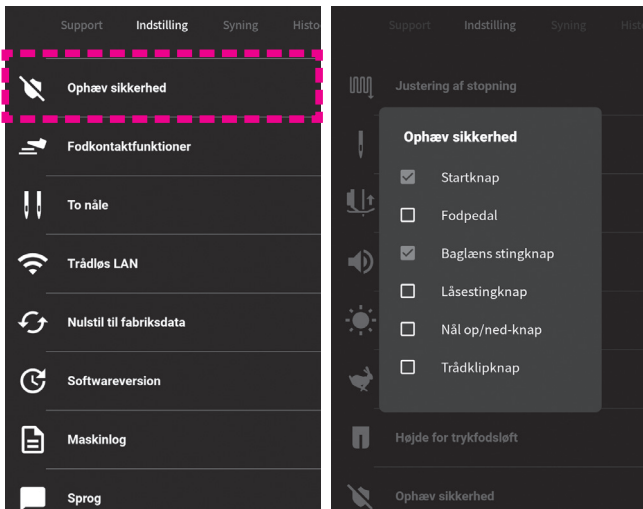 Support Indstilling Syning Histo
Ophæv sikkerhed
Fodkontaktfunktioner
To nåle
Trådløs LAN
Nulstil til fabriksdata
Softwareversion
Maskinlog
Sprog
Support Indstilling Syning Hist
Justering af stopning
Ophæv sikkerhed
Startknap
Fodpedal
Baglæns stingknap
Låsestingknap
Nål op/ned-knap
Trådklipknap
Højde for trykfodsløft
Ophæv sikkerhed